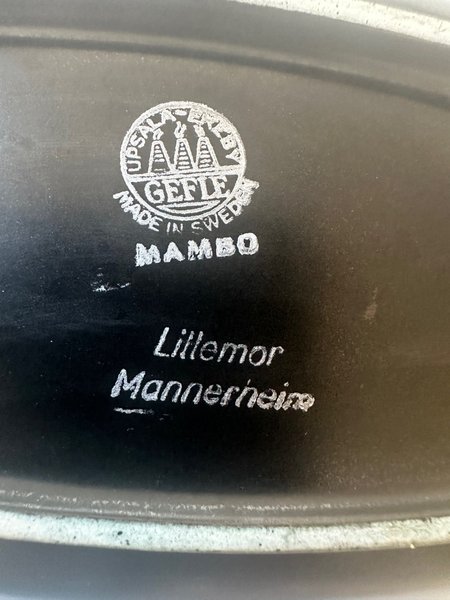 UPSALA-EKEBY
GEFLE
MADE IN SWEDEN
MAMBO
Lillemor
Mannerheim